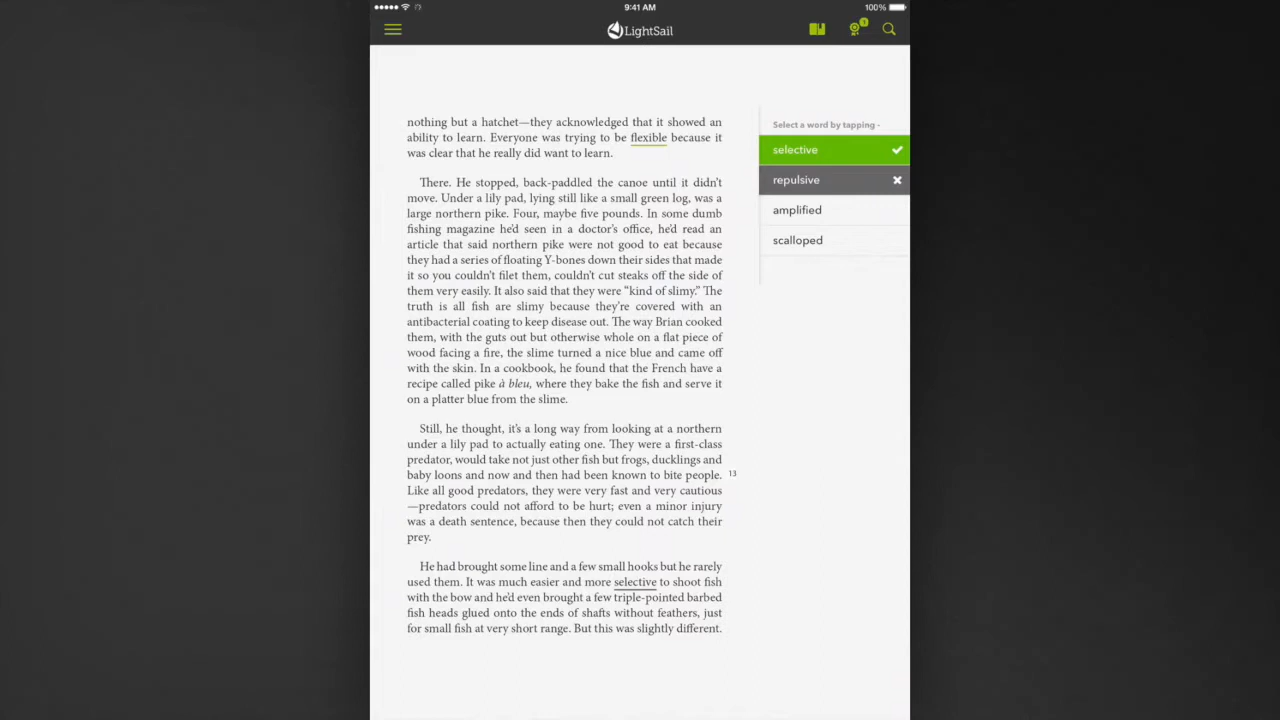 9:41 AM
100%
LightSail
1
nothing but a hatchet—they acknowledged that it showed an
ability to learn. Everyone was trying to be flexible because it
was clear that he really did want to learn.
There. He stopped, back-paddled the canoe until it didn't
move. Under a lily pad, lying still like a small green log, was a
large northern pike. Four, maybe five pounds. In some dumb
fishing magazine he'd seen in a doctor's office, he'd read an
article that said northern pike were not good to eat because
they had a series of floating Y-bones down their sides that made
it so you couldn't filet them, couldn't cut steaks off the side of
them very easily. It also said that they were “kind of slimy.” The
truth is all fish are slimy because they're covered with an
antibacterial coating to keep disease out. The way Brian cooked
them, with the guts out but otherwise whole on a flat piece of
wood facing a fire, the slime turned a nice blue and came off
with the skin. In a cookbook, he found that the French have a
recipe called pike à bleu, where they bake the fish and serve it
on a platter blue from the slime.
Still, he thought, it's a long way from looking at a northern
under a lily pad to actually eating one. They were a first-class
predator, would take not just other fish but frogs, ducklings and
baby loons and now and then had been known to bite people.
13
Like all good predators, they were very fast and very cautious
—predators could not afford to be hurt; even a minor injury
was a death sentence, because then they could not catch their
prey.
He had brought some line and a few small hooks but he rarely
used them. It was much easier and more selective to shoot fish
with the bow and he'd even brought a few triple-pointed barbed
fish heads glued onto the ends of shafts without feathers, just
for small fish at very short range. But this was slightly different.
Select a word by tapping -
selective
repulsive
amplified
scalloped